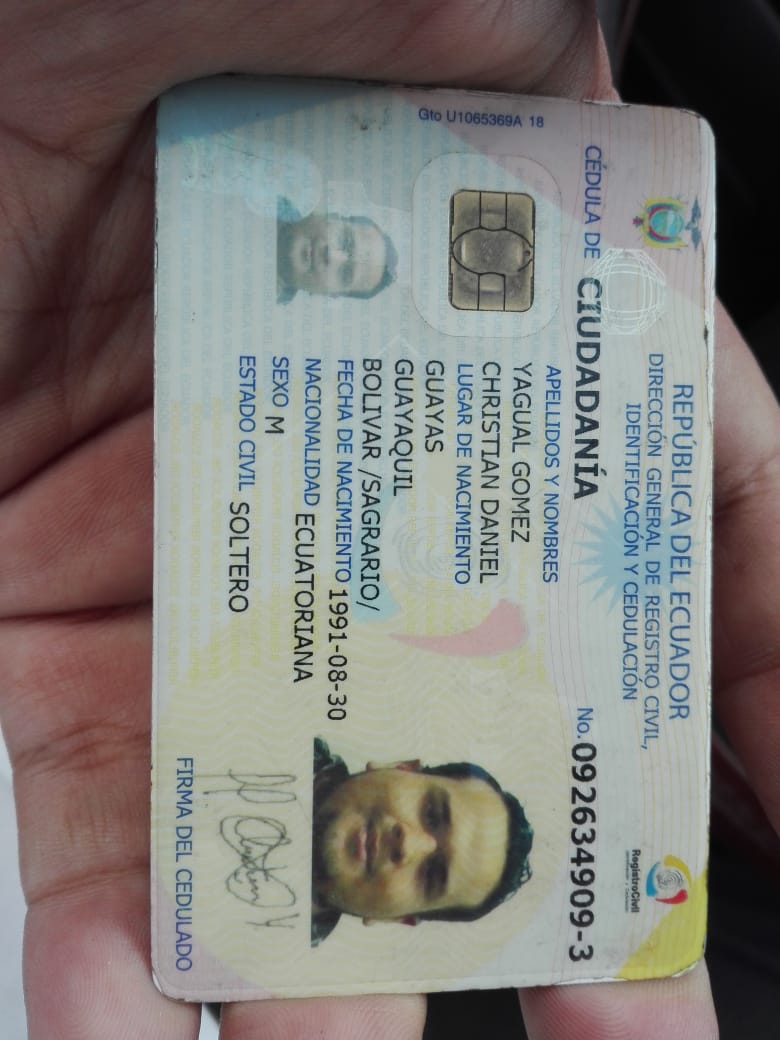 REPÚBLICA DEL ECUADOR
DIRECCIÓN GENERAL DE REGISTRO CIVIL,
IDENTIFICACIÓN Y CEDULACIÓN
RegistroCivil
CÉDULA DE CIUDADANÍA
No. 092634909-3
APELLIDOS Y NOMBRES
YAGUAL GOMEZ
CHRISTIAN DANIEL
LUGAR DE NACIMIENTO
GUAYAS
GUAYAQUIL
BOLIVAR /SAGRARIO/
FECHA DE NACIMIENTO 1991-08-30
NACIONALIDAD ECUATORIANA
SEXO M
ESTADO CIVIL SOLTERO
FIRMA DEL CEDULADO
Gto U1065369A 18